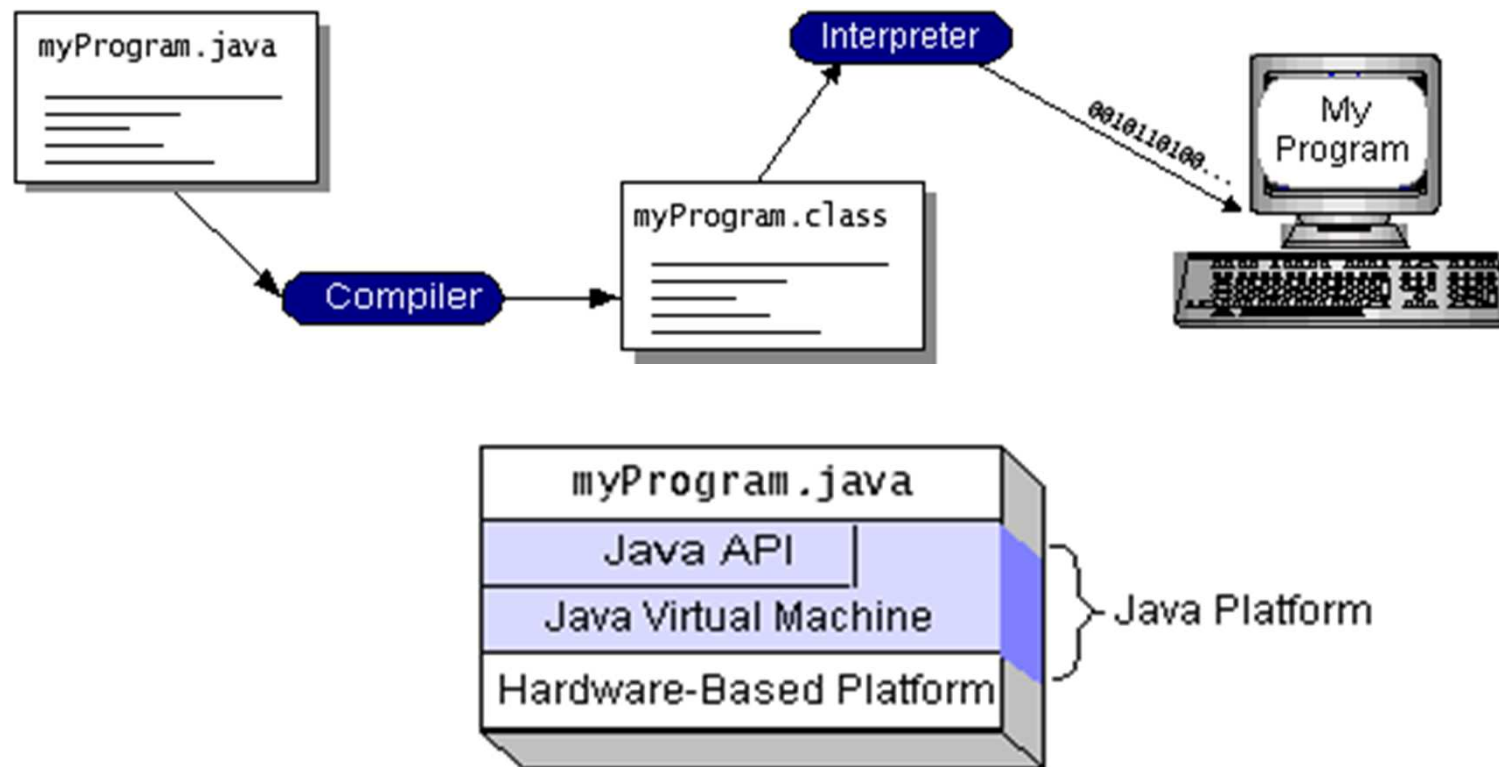 myProgram.java
Compiler
myProgram.class
Interpreter
0010110100...
My
Program
myProgram.java
Java API
Java Virtual Machine
Hardware-Based Platform
Java Platform